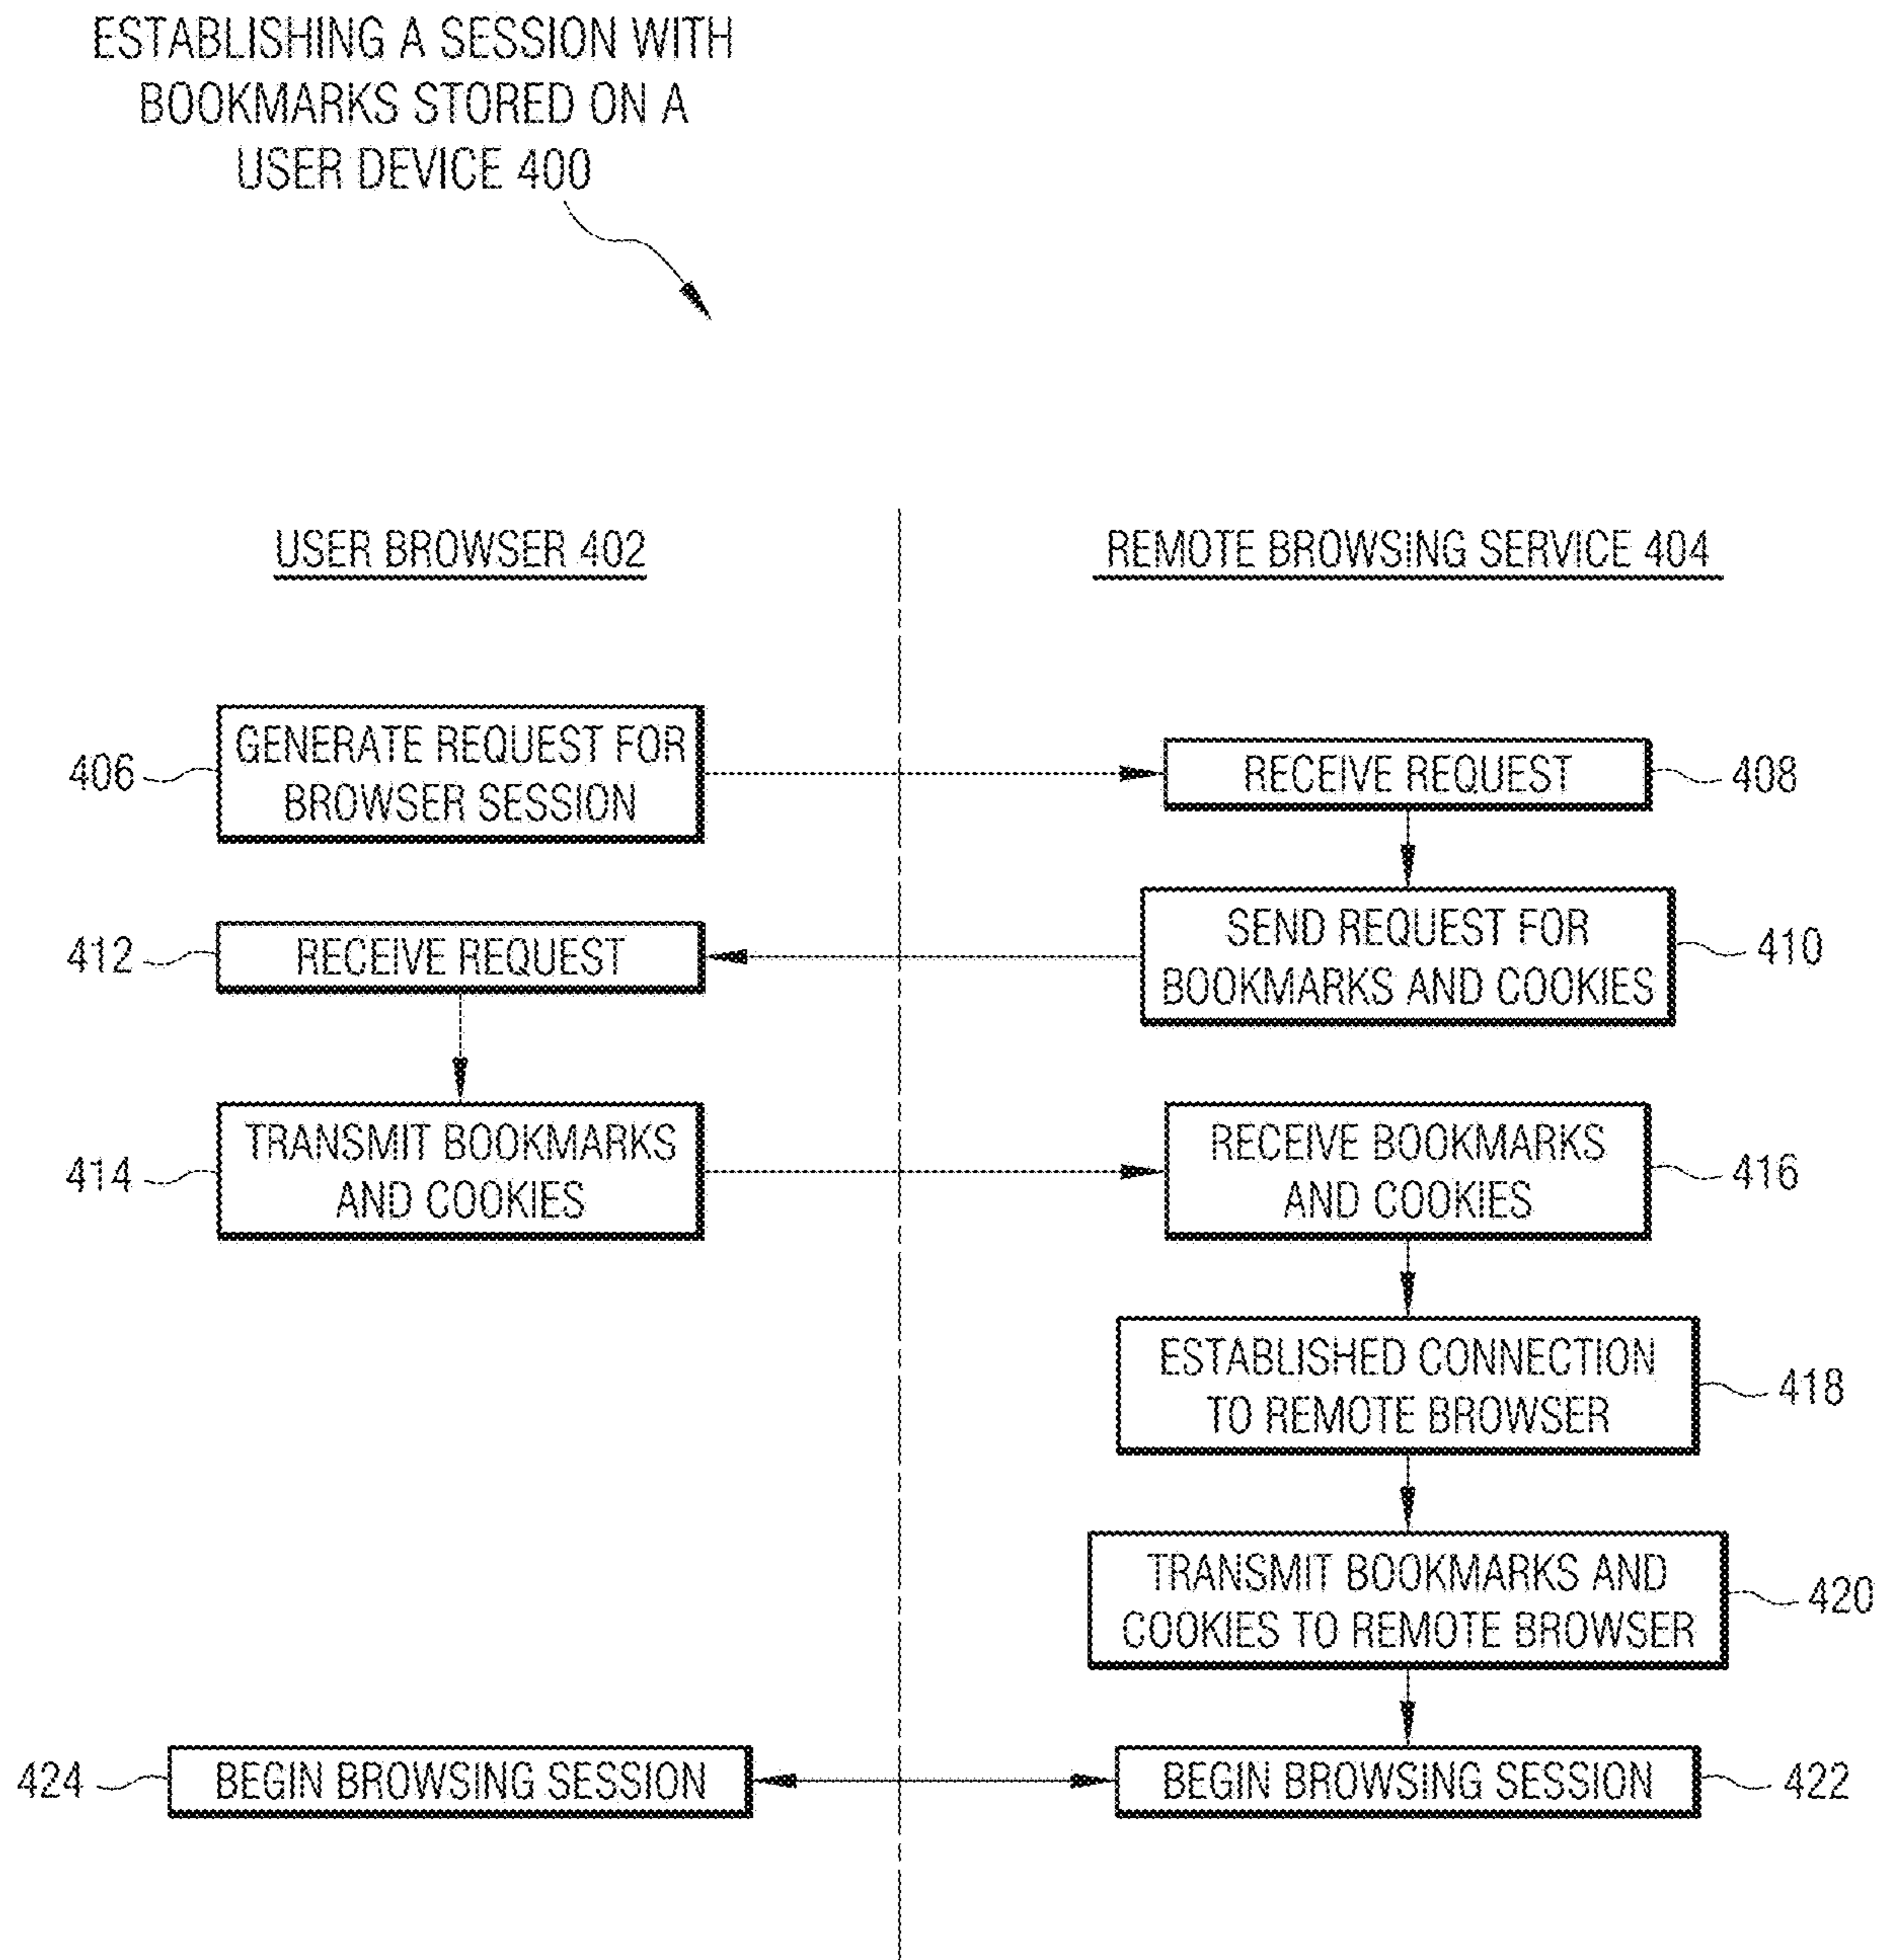 ESTABLISHING A SESSION WITH
BOOKMARKS STORED ON A
USER DEVICE 400
USER BROWSER 402
REMOTE BROWSING SERVICE 404
406
GENERATE REQUEST FOR
BROWSER SESSION
RECEIVE REQUEST
408
SEND REQUEST FOR
BOOKMARKS AND COOKIES
410
412
RECEIVE REQUEST
414
TRANSMIT BOOKMARKS
AND COOKIES
RECEIVE BOOKMARKS
AND COOKIES
416
ESTABLISHED CONNECTION
TO REMOTE BROWSER
418
TRANSMIT BOOKMARKS AND
COOKIES TO REMOTE BROWSER
420
424
BEGIN BROWSING SESSION
BEGIN BROWSING SESSION
422